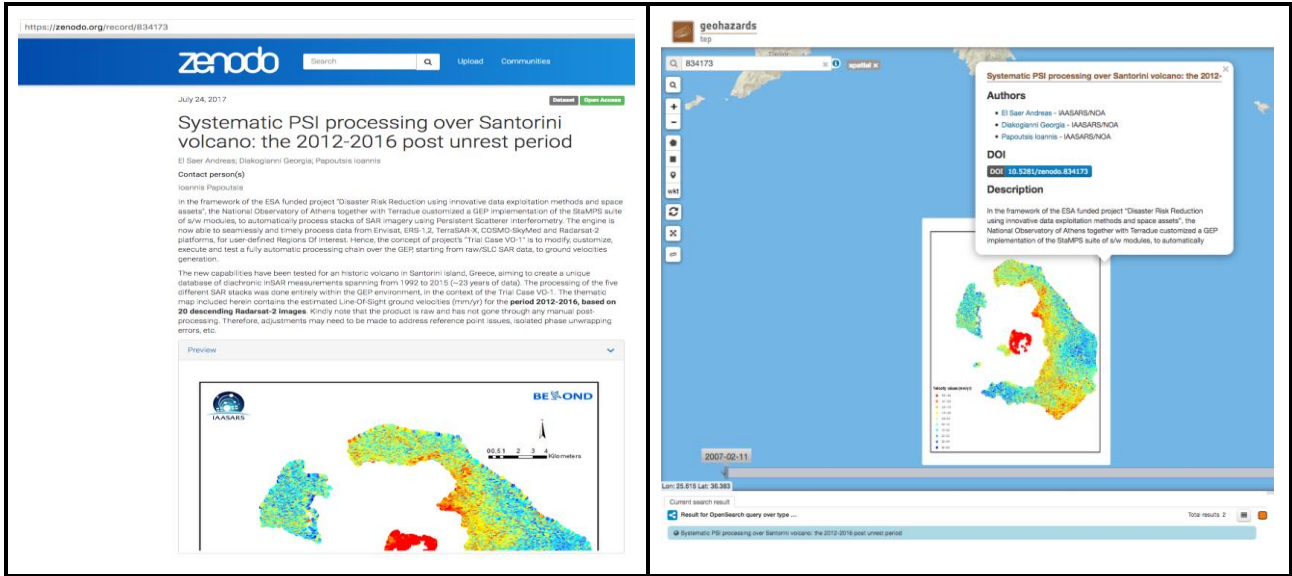 https://zenodo.org/record/834173
zenodo
Search
Upload Communities
July 24, 2017
Dataset Open Access
Systematic PSI processing over Santorini
volcano: the 2012-2016 post unrest period
El Saer Andreas; Diakogianni Georgia; Papoutsis Ioannis
Contact person(s)
Ioannis Papoutsis
In the framework of the ESA funded project "Disaster Risk Reduction using innovative data exploitation methods and space
assets", the National Observatory of Athens together with Terradue customized a GEP implementation of the StaMPS suite
of s/w modules, to automatically process stacks of SAR imagery using Persistent Scatterer Interferometry. The engine is
now able to seamlessly and timely process data from Envisat, ERS-1,2, TerraSAR-X, COSMO-SkyMed and Radarsat-2
platforms, for user-defined Regions Of Interest. Hence, the concept of project's "Trial Case VO-1" is to modify, customize,
execute and test a fully automatic processing chain over the GEP, starting from raw/SLC SAR data, to ground velocities
generation.
The new capabilities have been tested for an historic volcano in Santorini island, Greece, aiming to create a unique
database of diachronic InSAR measurements spanning from 1992 to 2015 (~23 years of data). The processing of the five
different SAR stacks was done entirely within the GEP environment, in the context of the Trial Case VO-1. The thematic
map included herein contains the estimated Line-Of-Sight ground velocities (mm/yr) for the period 2012-2016, based on
20 descending Radarsat-2 images. Kindly note that the product is raw and has not gone through any manual post-
processing. Therefore, adjustments may need to be made to address reference point issues, isolated phase unwrapping
errors, etc.
Preview
IAASARS
BEYOND
0 0,5 1 2 3 4
Kilometers
geohazards
tep
834173
spatial x
wkt
Systematic PSI processing over Santorini volcano: the 2012-
Authors
El Saer Andreas - IAASARS/NOA
Diakogianni Georgia - IAASARS/NOA
Papoutsis Ioannis - IAASARS/NOA
DOI
DOI 10.5281/zenodo.834173
Description
In the framework of the ESA funded project "Disaster Risk Reduction
using innovative data exploitation methods and space assets", the
National Observatory of Athens together with Terradue customized a GEP
implementation of the StaMPS suite of s/w modules, to automatically
2007-02-11
Lon: 25.615 Lat: 36.383
Current search result
Result for OpenSearch query over type ...
Total results 2
Systematic PSI processing over Santorini volcano: the 2012-2016 post unrest period